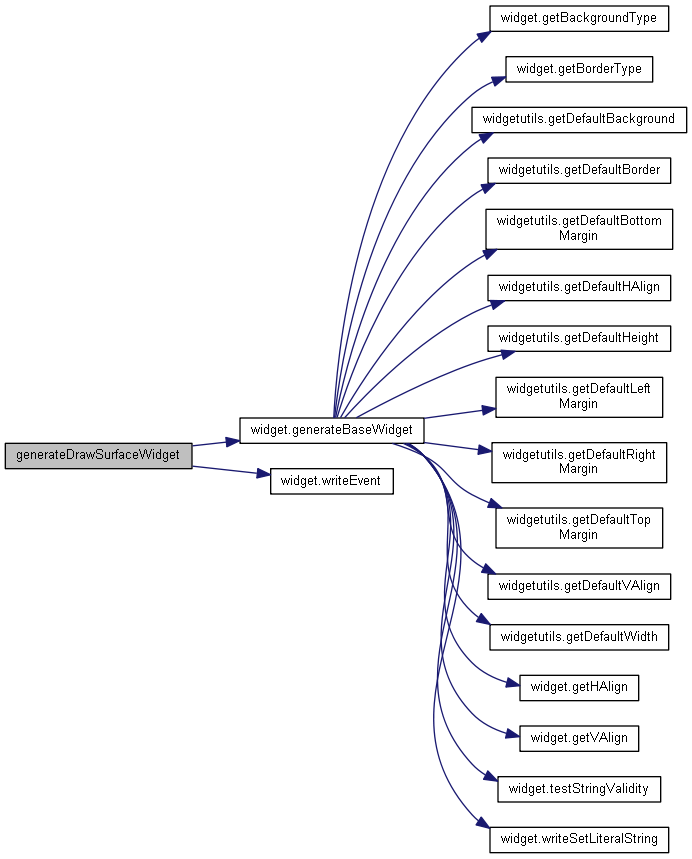 widget.getBackgroundType
widget.getBorderType
widgetutils.getDefaultBackground
widgetutils.getDefaultBorder
widgetutils.getDefaultBottom
Margin
widgetutils.getDefaultHAlign
widgetutils.getDefaultHeight
widgetutils.getDefaultLeft
Margin
widget.generateBaseWidget
generateDrawSurfaceWidget
widgetutils.getDefaultRight
Margin
widget.writeEvent
widgetutils.getDefaultTop
Margin
widgetutils.getDefaultVAlign
widgetutils.getDefaultWidth
widget.getHAlign
widget.getVAlign
widget.testStringValidity
widget.writeSetLiteralString